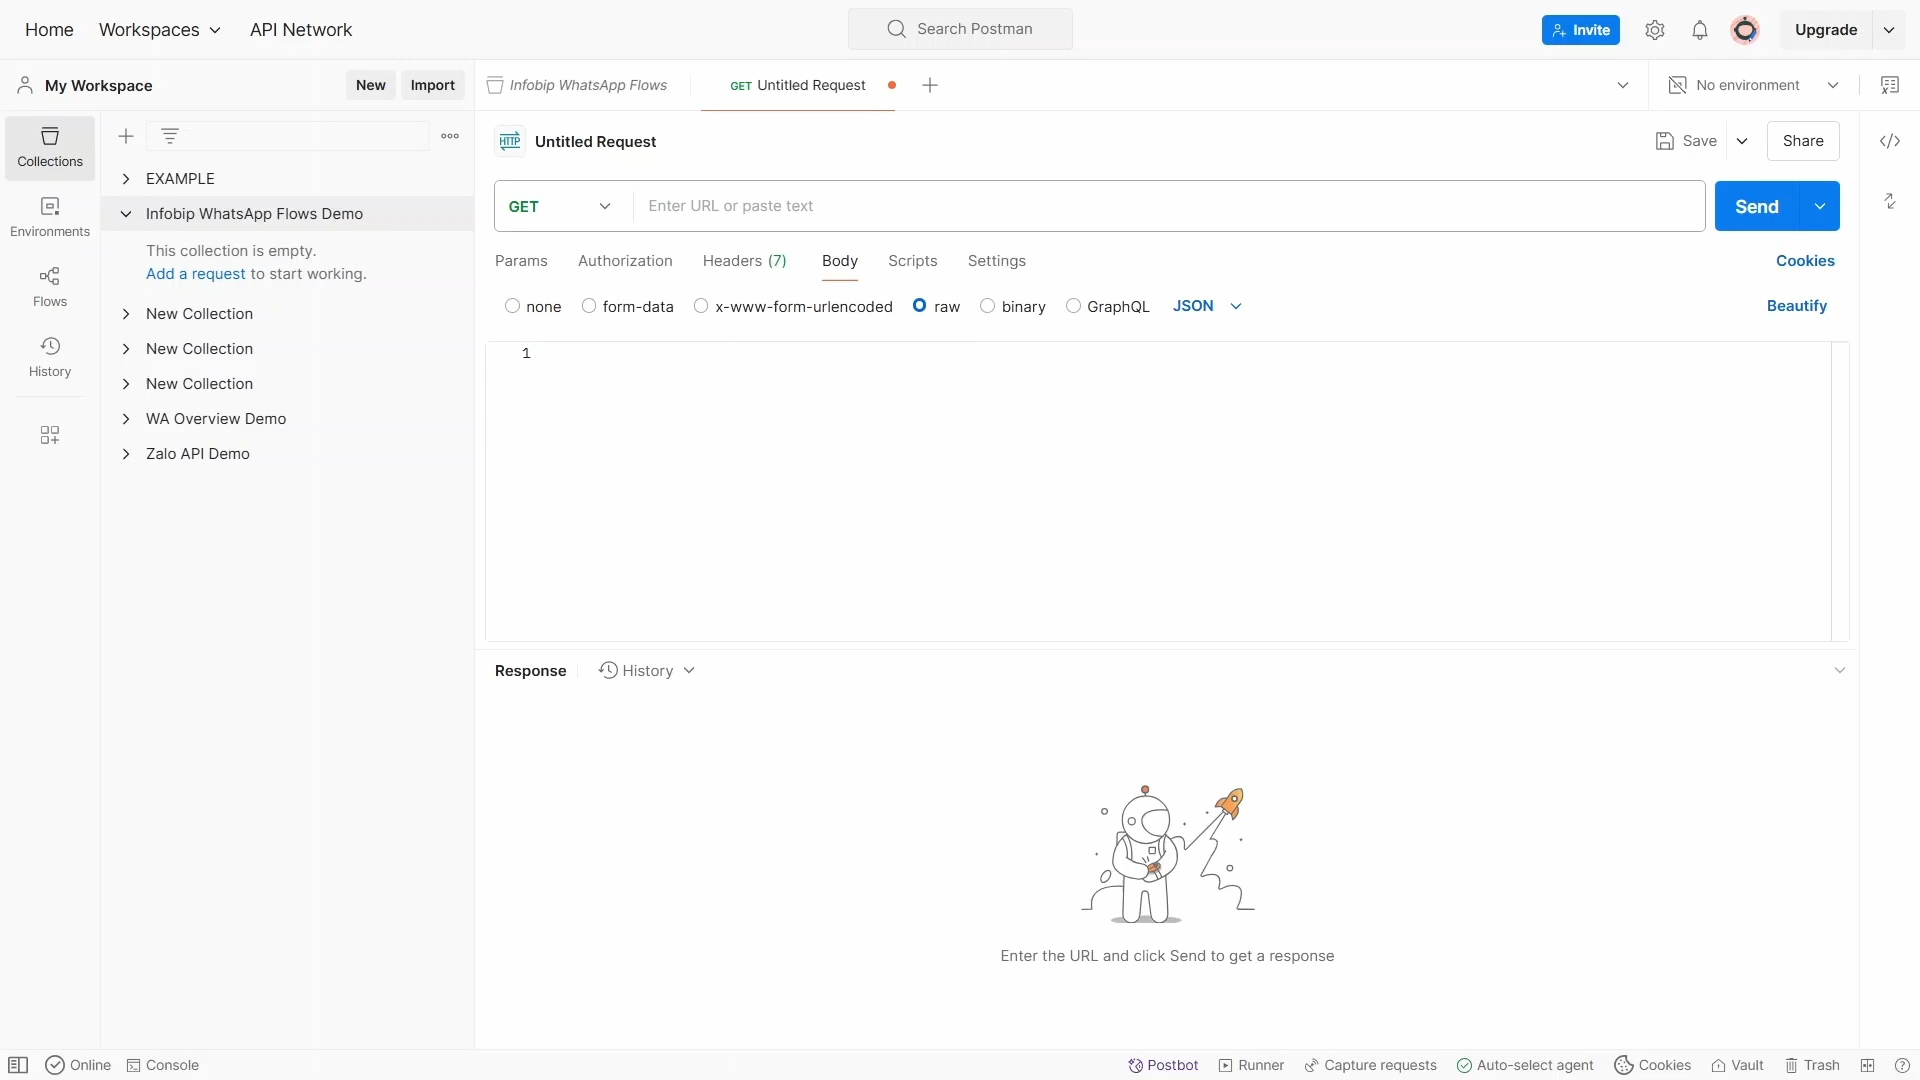 Home Workspaces API Network Search Postman Invite Upgrade
My Workspace New Import Infobip WhatsApp Flows GET Untitled Request No environment
Collections
Environments
Flows
History
EXAMPLE
Infobip WhatsApp Flows Demo
This collection is empty.
Add a request to start working.
New Collection
New Collection
New Collection
WA Overview Demo
Zalo API Demo
HTTP Untitled Request Save Share
GET Enter URL or paste text Send
Params Authorization Headers (7) Body Scripts Settings Cookies
none form-data x-www-form-urlencoded raw binary GraphQL JSON Beautify
1
Response History
Enter the URL and click Send to get a response
Online Console Postbot Runner Capture requests Auto-select agent Cookies Vault Trash